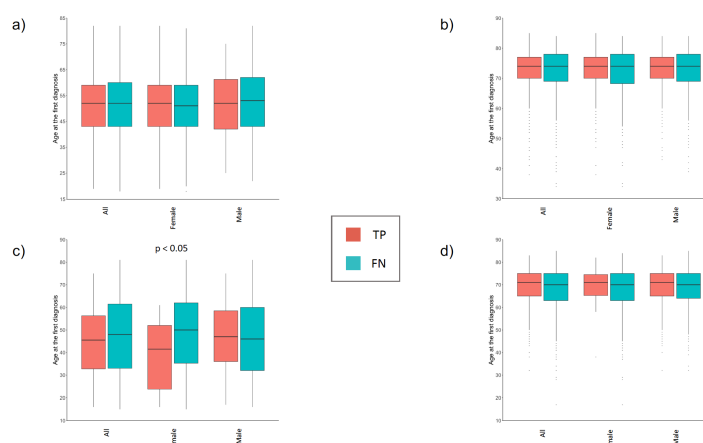 a)
Age at the first diagnosis
85
75
65
55
45
35
25
15
All
Female
Male
b)
Age at the first diagnosis
90
80
70
60
50
40
30
All
Female
Male
TP
FN
c)
p < 0.05
Age at the first diagnosis
90
80
70
60
50
40
30
20
10
All
emale
Male
d)
Age at the first diagnosis
90
80
70
60
50
40
30
20
10
All
emale
Male